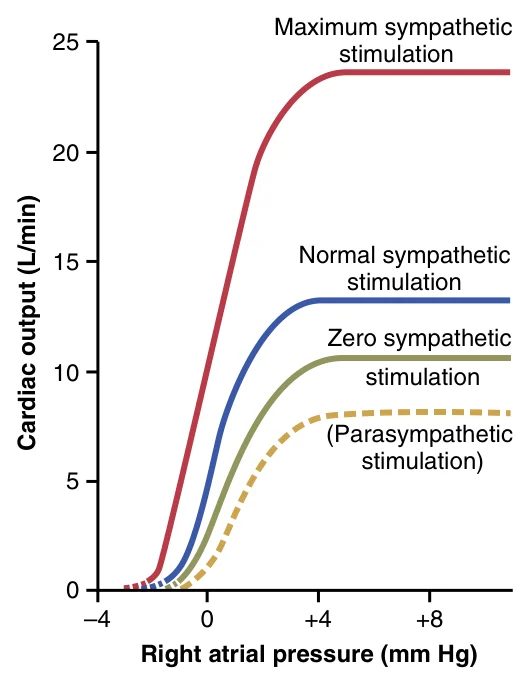 Maximum sympathetic
stimulation
25
20
15
10
5
0
Cardiac output (L/min)
Normal sympathetic
stimulation
Zero sympathetic
stimulation
(Parasympathetic
stimulation)
–4
0
+4
+8
Right atrial pressure (mm Hg)